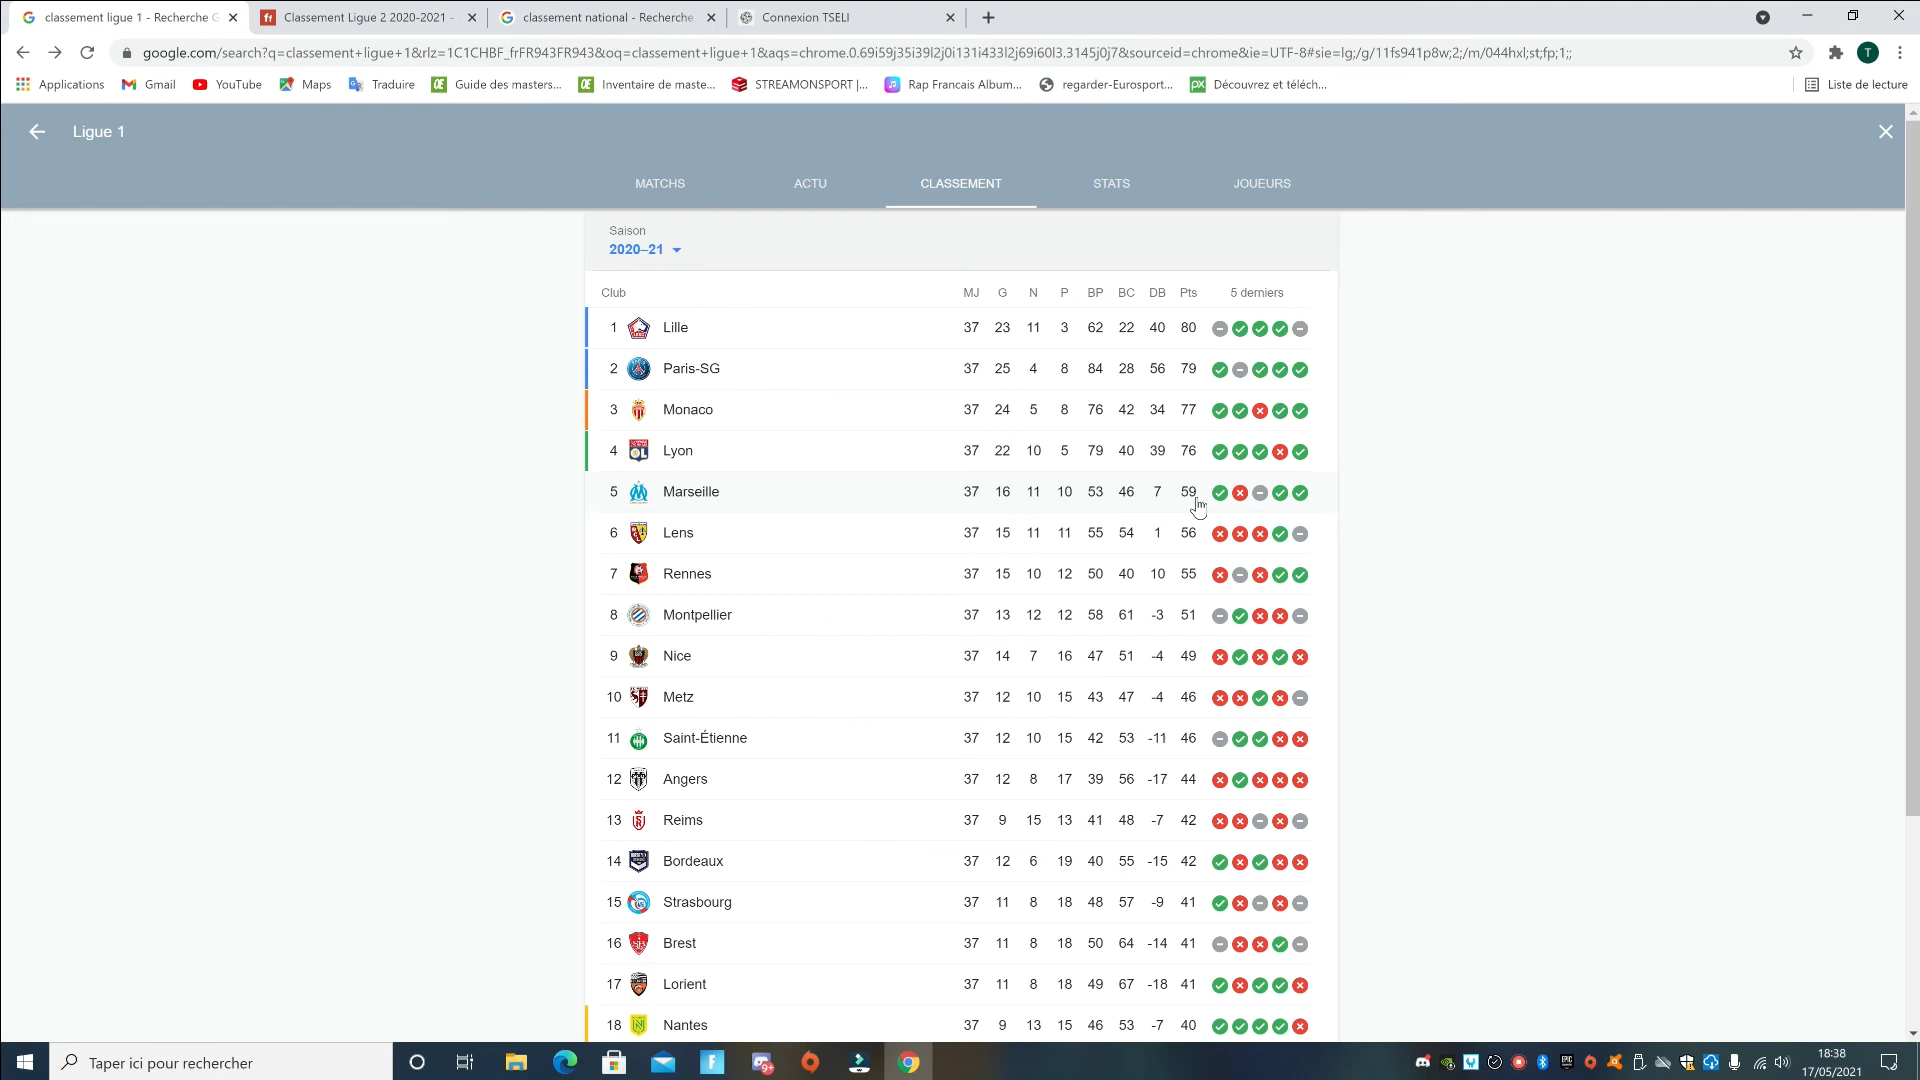 classement ligue 1 - Recherche G
Classement Ligue 2 2020-2021 -
classement national - Recherche
Connexion TSELI
google.com/search?q=classement+ligue+1&rlz=1C1CHBF_frFR943FR943&oq=classement+ligue+1&aqs=chrome.0.69i59j35i39l2j0i131i433l2j69i60l3.3145j0j7&sourceid=chrome&ie=UTF-8#sie=lg;/g/11fs941p8w;2;/m/044hxl;st;fp;1;;
T
Applications Gmail YouTube Maps Traduire Guide des masters... Inventaire de maste... STREAMONSPORT |... Rap Francais Album... regarder-Eurosport... Découvrez et téléch... Liste de lecture
Ligue 1
MATCHS ACTU CLASSEMENT STATS JOUEURS
Saison
2020–21
Club MJ G N P BP BC DB Pts 5 derniers
1 Lille 37 23 11 3 62 22 40 80
2 Paris-SG 37 25 4 8 84 28 56 79
3 Monaco 37 24 5 8 76 42 34 77
4 Lyon 37 22 10 5 79 40 39 76
5 Marseille 37 16 11 10 53 46 7 59
6 Lens 37 15 11 11 55 54 1 56
7 Rennes 37 15 10 12 50 40 10 55
8 Montpellier 37 13 12 12 58 61 -3 51
9 Nice 37 14 7 16 47 51 -4 49
10 Metz 37 12 10 15 43 47 -4 46
11 Saint-Étienne 37 12 10 15 42 53 -11 46
12 Angers 37 12 8 17 39 56 -17 44
13 Reims 37 9 15 13 41 48 -7 42
14 Bordeaux 37 12 6 19 40 55 -15 42
15 Strasbourg 37 11 8 18 48 57 -9 41
16 Brest 37 11 8 18 50 64 -14 41
17 Lorient 37 11 8 18 49 67 -18 41
18 Nantes 37 9 13 15 46 53 -7 40
Taper ici pour rechercher
9+
18:38
17/05/2021